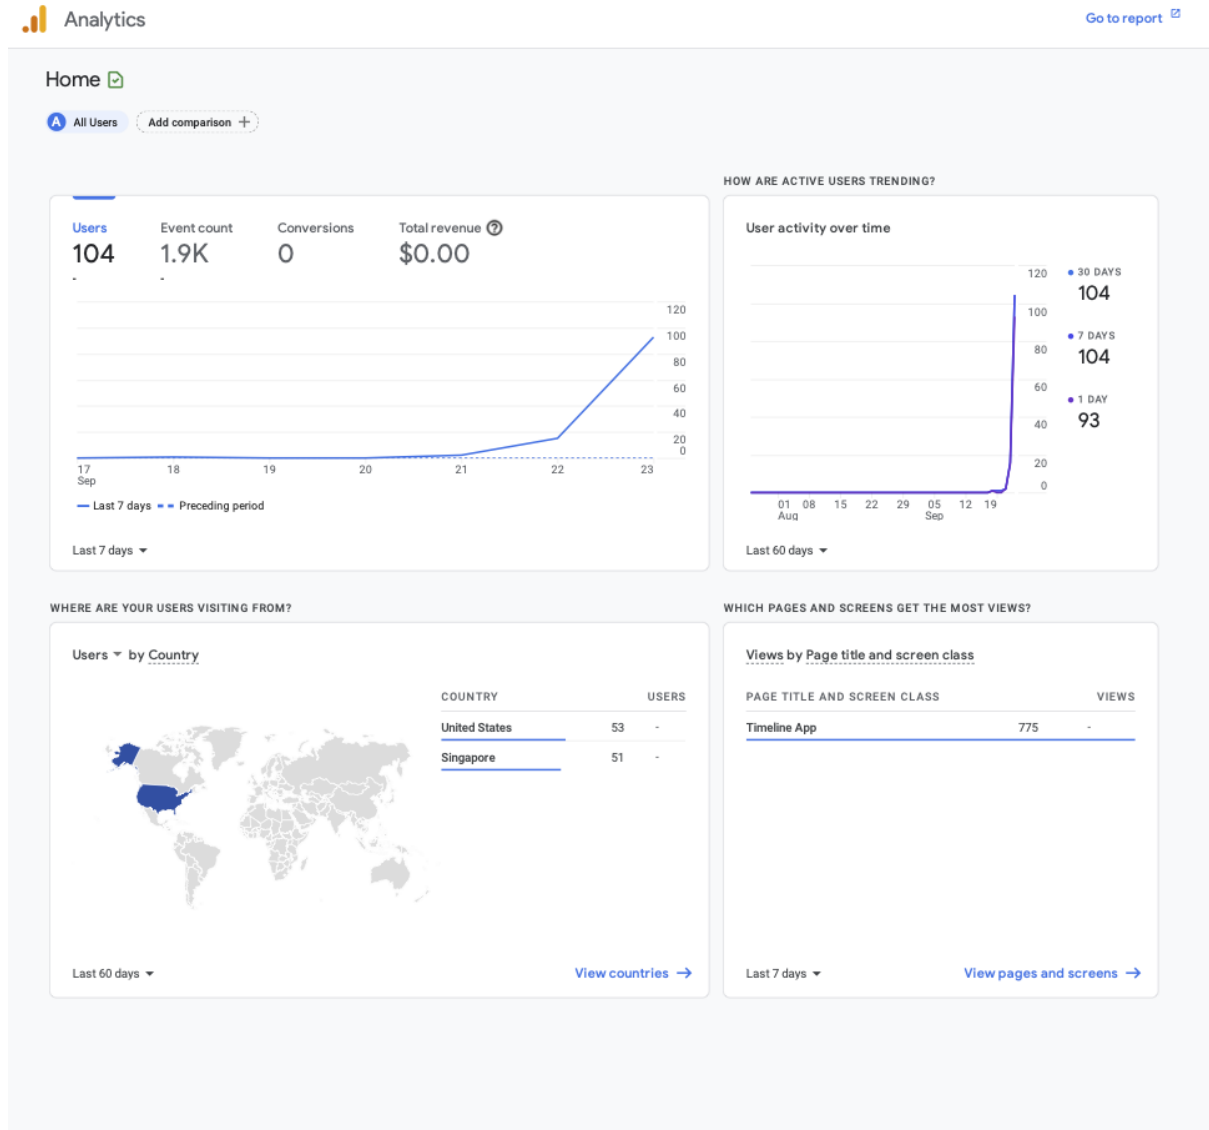 Analytics
Go to report
Home
A All Users
Add comparison +
HOW ARE ACTIVE USERS TRENDING?
Users Event count Conversions Total revenue ?
104 1.9K 0 $0.00
- -
120
100
80
60
40
20
0
17 18 19 20 21 22 23
Sep
Last 7 days Preceding period
Last 7 days
User activity over time
120
100
80
60
40
20
0
30 DAYS
104
7 DAYS
104
1 DAY
93
01 08 15 22 29 05 12 19
Aug Sep
Last 60 days
WHERE ARE YOUR USERS VISITING FROM?
Users by Country
COUNTRY USERS
United States 53 -
Singapore 51 -
Last 60 days
View countries
WHICH PAGES AND SCREENS GET THE MOST VIEWS?
Views by Page title and screen class
PAGE TITLE AND SCREEN CLASS VIEWS
Timeline App 775 -
Last 7 days
View pages and screens